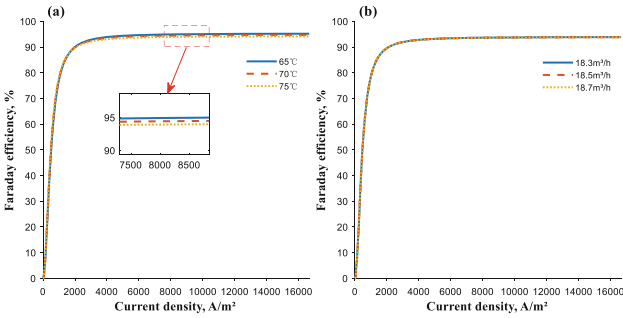 (a)
100
90
80
70
60
50
40
30
20
10
0
Faraday efficiency, %
65℃
70℃
75℃
95
90
7500 8000 8500
0 2000 4000 6000 8000 10000 12000 14000 16000
Current density, A/m²
(b)
100
90
80
70
60
50
40
30
20
10
0
Faraday efficiency, %
18.3m³/h
18.5m³/h
18.7m³/h
0 2000 4000 6000 8000 10000 12000 14000 16000
Current density, A/m²